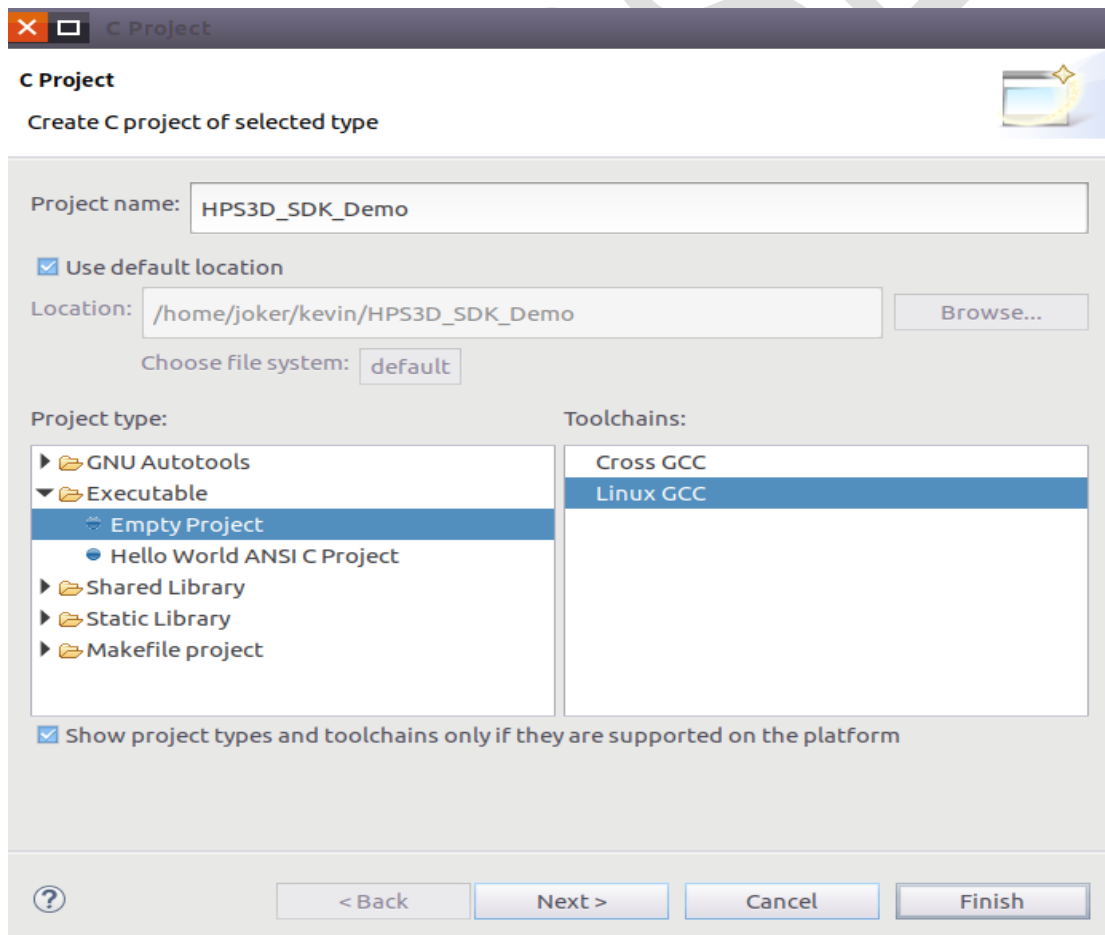 C Project
C Project
Create C project of selected type
Project name: HPS3D_SDK_Demo
Use default location
Location: /home/joker/kevin/HPS3D_SDK_Demo Browse...
Choose file system: default
Project type: Toolchains:
GNU Autotools Cross GCC
Executable Linux GCC
Empty Project
Hello World ANSI C Project
Shared Library
Static Library
Makefile project
Show project types and toolchains only if they are supported on the platform
? < Back Next > Cancel Finish